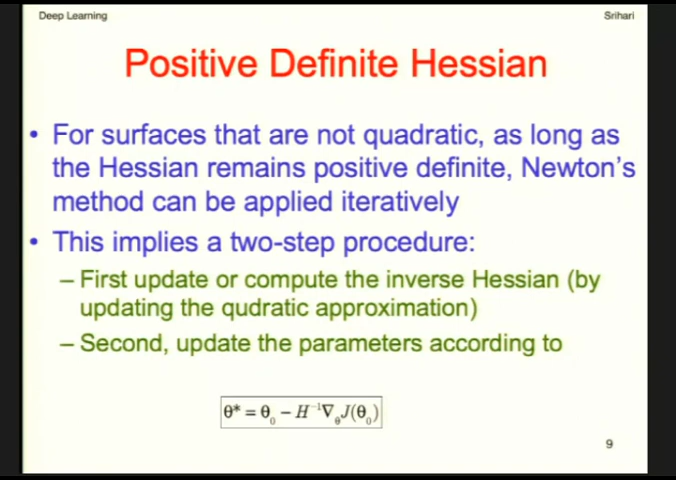 Deep Learning
Srihari
Positive Definite Hessian
• For surfaces that are not quadratic, as long as
the Hessian remains positive definite, Newton's
method can be applied iteratively
• This implies a two-step procedure:
– First update or compute the inverse Hessian (by
updating the qudratic approximation)
– Second, update the parameters according to
θ* = θ₀ – H⁻¹∇_θJ(θ₀)
9